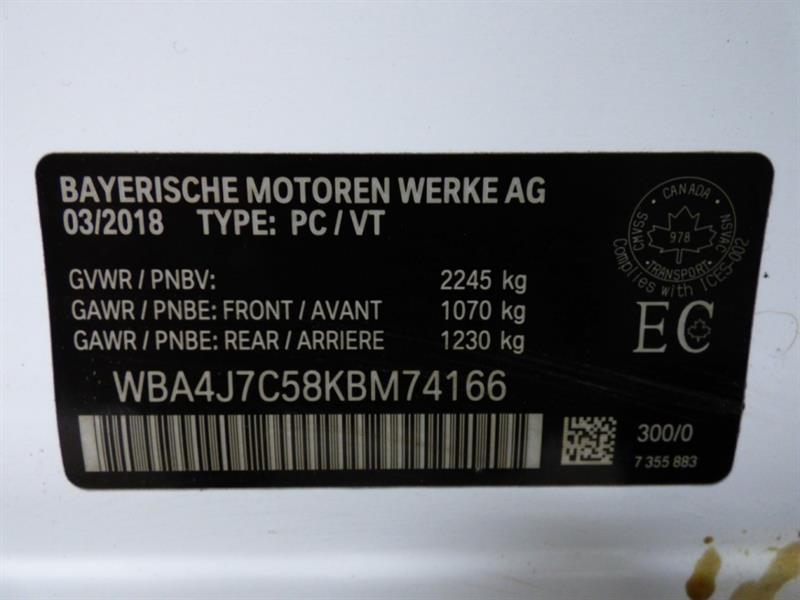 BAYERISCHE MOTOREN WERKE AG
03/2018 TYPE: PC / VT
CANADA
CMVSS
978
NSVAC
TRANSPORT
Complies with ICES-002
GVWR / PNBV: 2245 kg
GAWR / PNBE: FRONT / AVANT 1070 kg
GAWR / PNBE: REAR / ARRIERE 1230 kg
EC
WBA4J7C58KBM74166
300/0
7 355 883